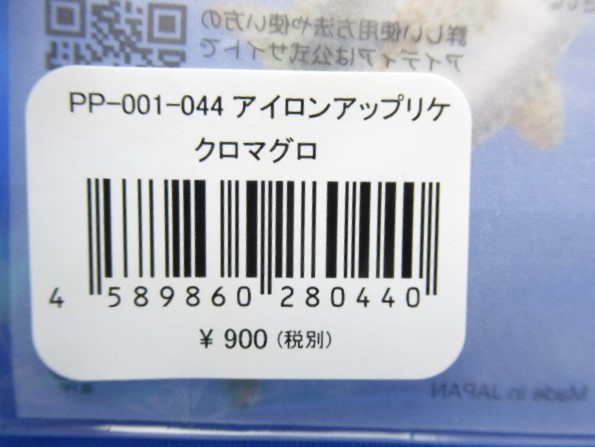 詳しい使用方法や使い方の
アイディアは公式サイトで
PP-001-044 アイロンアップリケ
クロマグロ
4 589860 280440
¥ 900 (税別)
Made in JAPAN